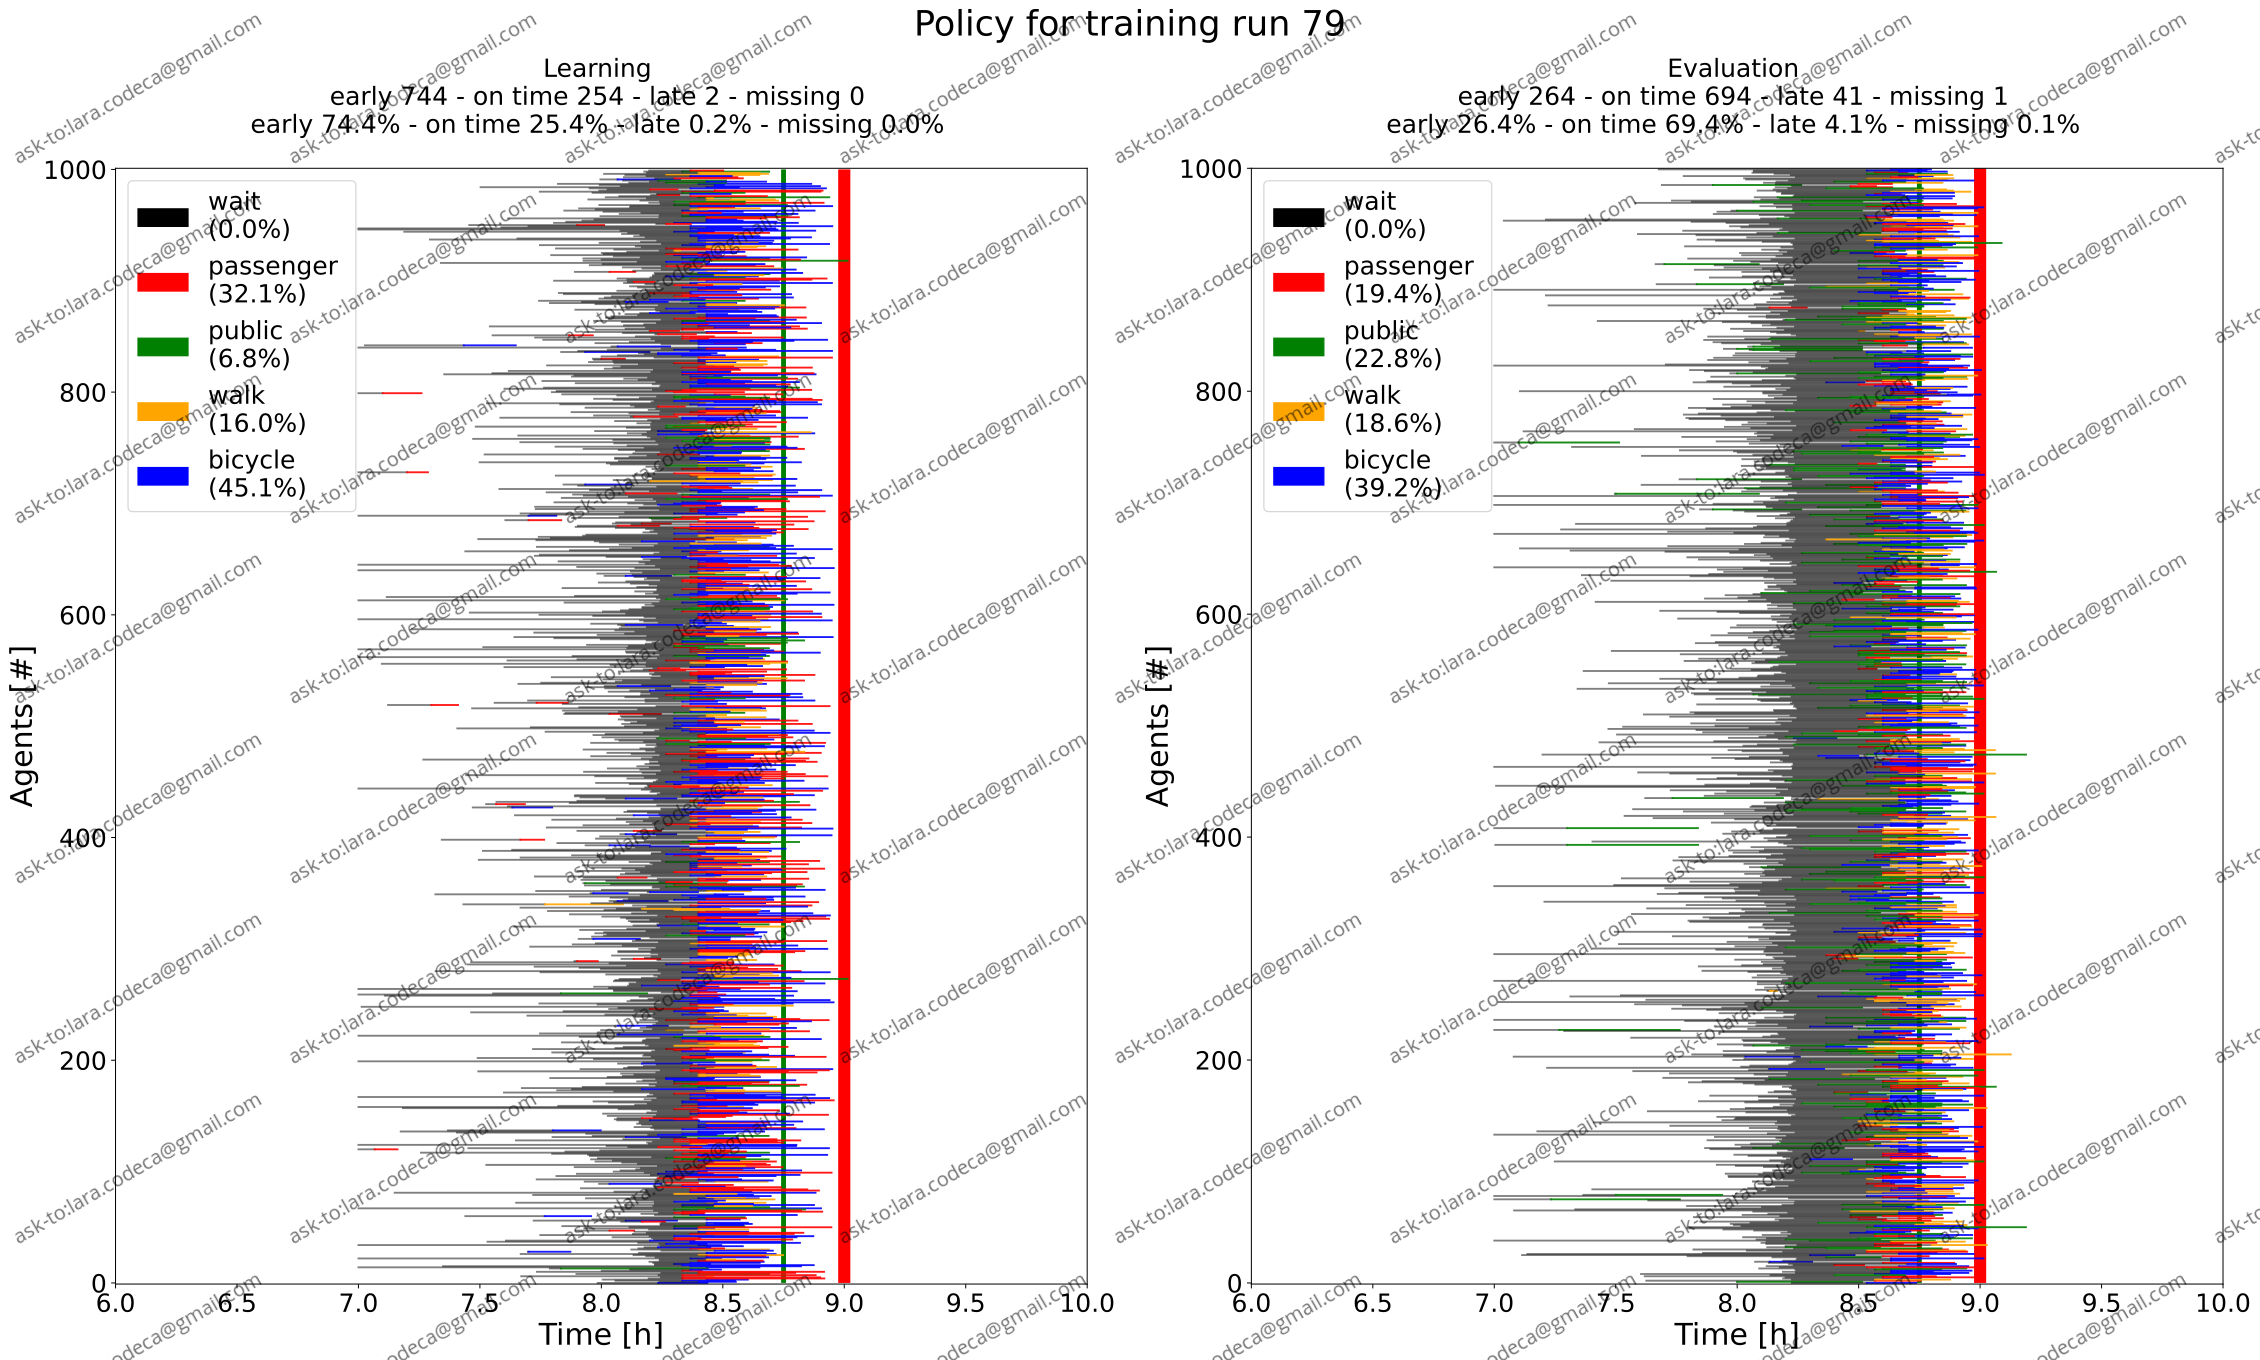 Policy for training run 79
Learning
early 744 - on time 254 - late 2 - missing 0
early 74.4% - on time 25.4% - late 0.2% - missing 0.0%
1000
800
600
400
200
0
Agents [#]
wait
(0.0%)
passenger
(32.1%)
public
(6.8%)
walk
(16.0%)
bicycle
(45.1%)
6.0 6.5 7.0 7.5 8.0 8.5 9.0 9.5 10.0
Time [h]
Evaluation
early 264 - on time 694 - late 41 - missing 1
early 26.4% - on time 69.4% - late 4.1% - missing 0.1%
1000
800
600
400
200
0
Agents [#]
wait
(0.0%)
passenger
(19.4%)
public
(22.8%)
walk
(18.6%)
bicycle
(39.2%)
6.0 6.5 7.0 7.5 8.0 8.5 9.0 9.5 10.0
Time [h]
ask-to:lara.codeca@gmail.com